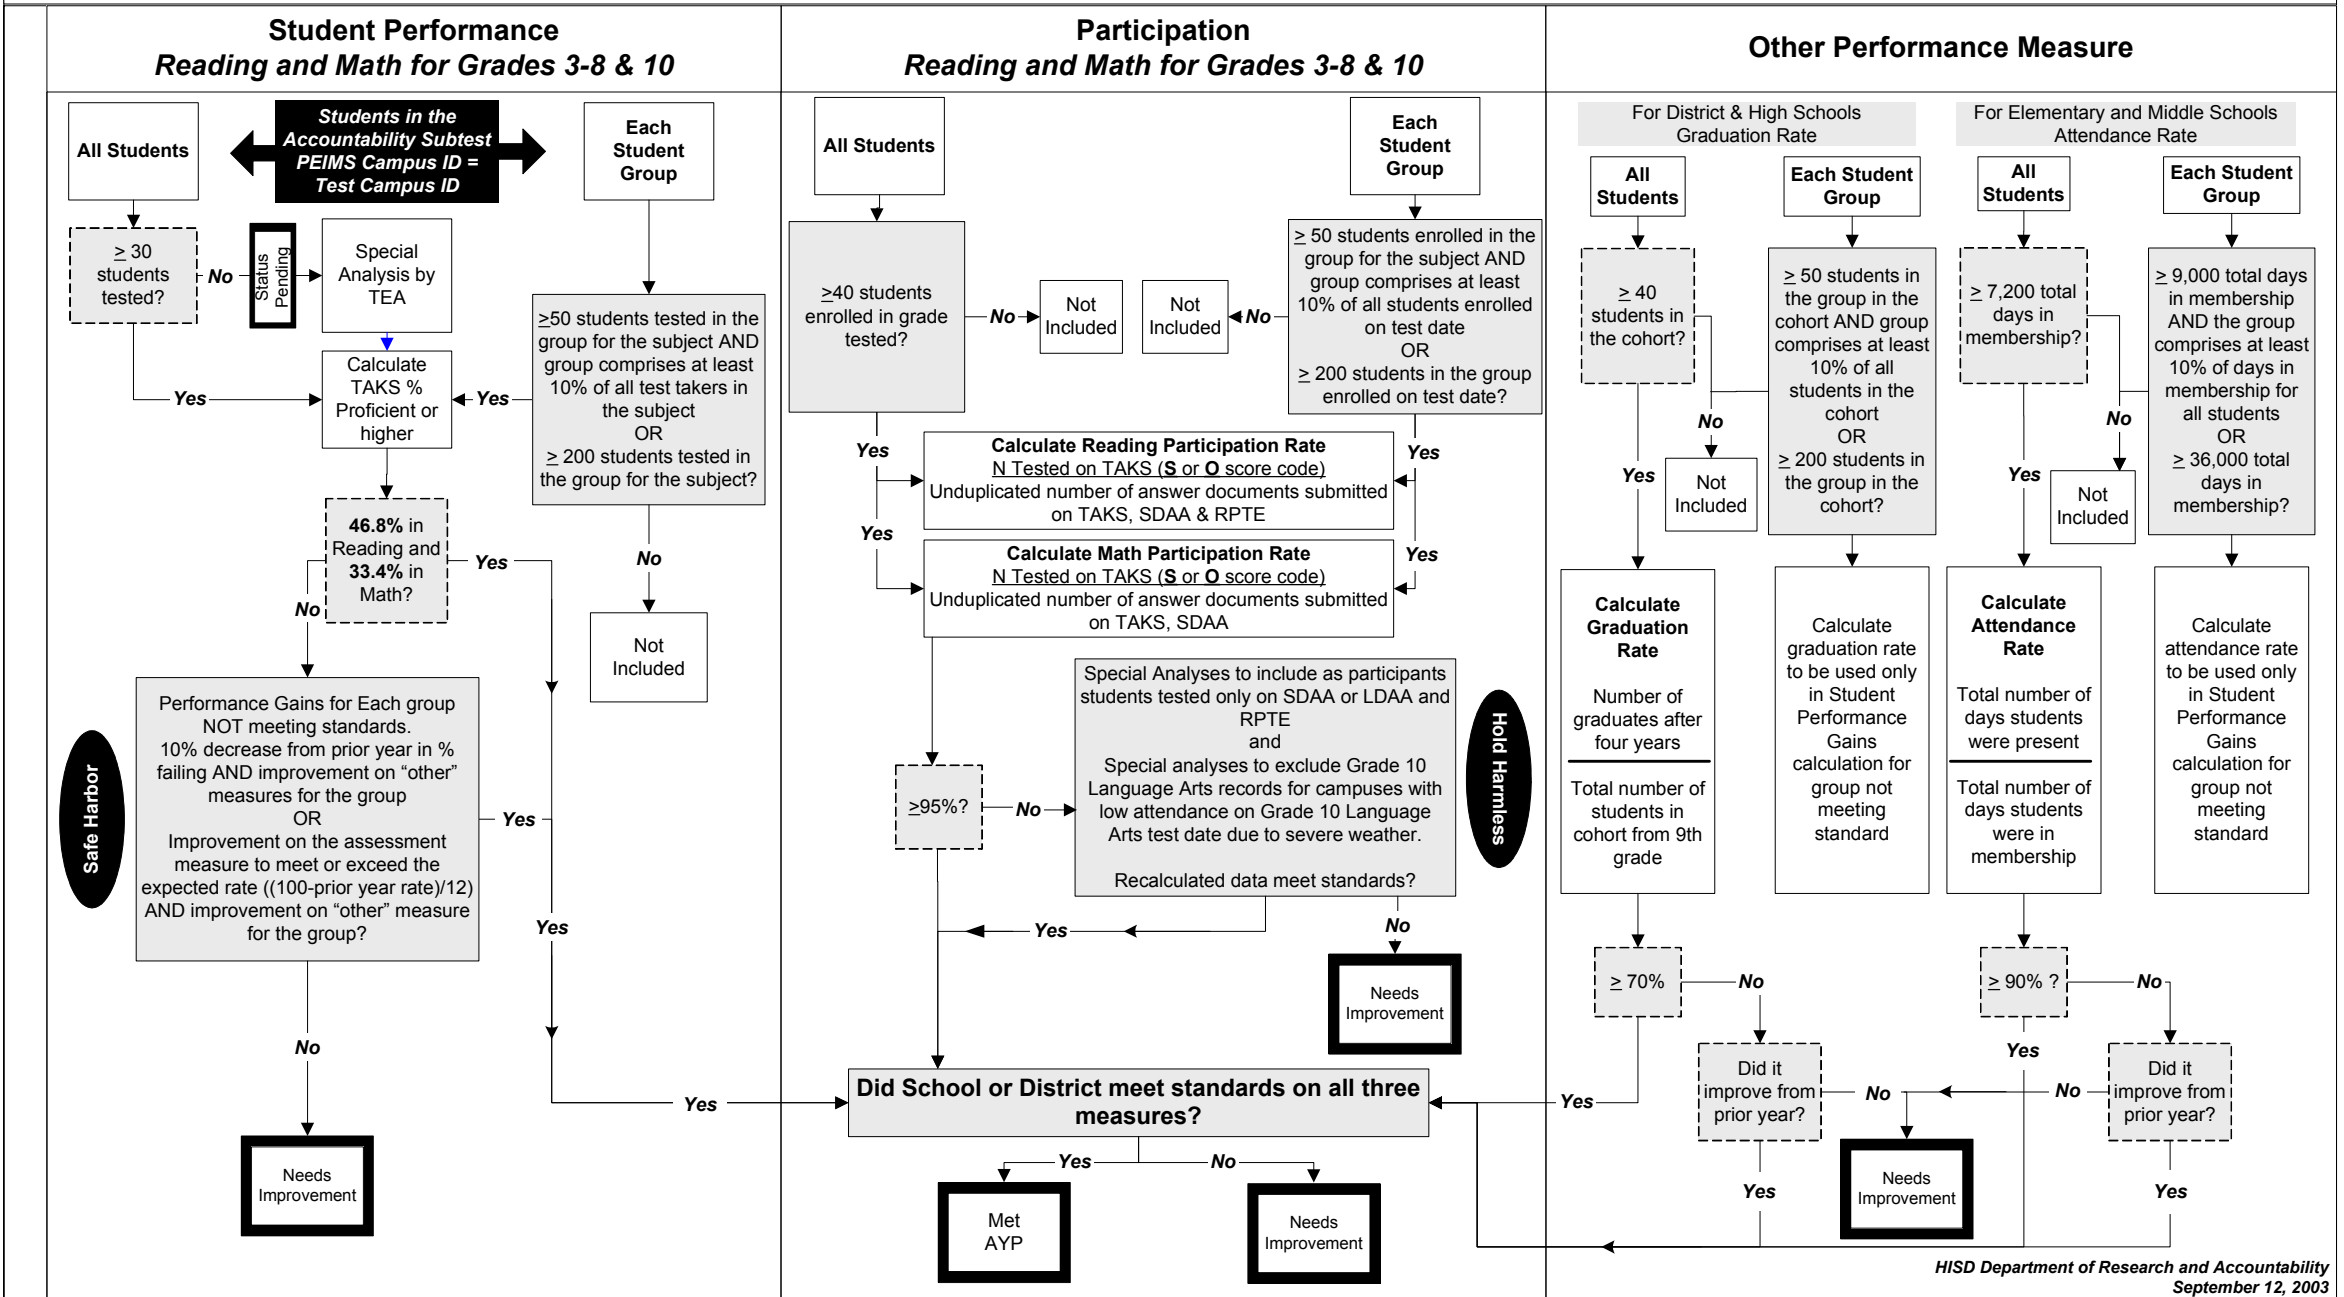 Student Performance
Reading and Math for Grades 3-8 & 10
All Students
Students in the
Accountability Subtest
PEIMS Campus ID =
Test Campus ID
Each
Student
Group
≥ 30
students
tested?
No
Status
Pending
Special
Analysis by
TEA
≥50 students tested in the
group for the subject AND
group comprises at least
10% of all test takers in
the subject
OR
≥ 200 students tested in
the group for the subject?
Yes
Calculate
TAKS %
Proficient or
higher
Yes
46.8% in
Reading and
33.4% in
Math?
Yes
No
No
Not
Included
Safe Harbor
Performance Gains for Each group
NOT meeting standards.
10% decrease from prior year in %
failing AND improvement on “other”
measures for the group
OR
Improvement on the assessment
measure to meet or exceed the
expected rate ((100-prior year rate)/12)
AND improvement on “other” measure
for the group?
Yes
Yes
No
Needs
Improvement
Yes
Participation
Reading and Math for Grades 3-8 & 10
All Students
Each
Student
Group
≥40 students
enrolled in grade
tested?
No
Not
Included
Not
Included
No
≥ 50 students enrolled in the
group for the subject AND
group comprises at least
10% of all students enrolled
on test date
OR
≥ 200 students in the group
enrolled on test date?
Yes
Yes
Calculate Reading Participation Rate
N Tested on TAKS (S or O score code)
Unduplicated number of answer documents submitted
on TAKS, SDAA & RPTE
Yes
Yes
Calculate Math Participation Rate
N Tested on TAKS (S or O score code)
Unduplicated number of answer documents submitted
on TAKS, SDAA
≥95%?
No
Special Analyses to include as participants
students tested only on SDAA or LDAA and
RPTE
and
Special analyses to exclude Grade 10
Language Arts records for campuses with
low attendance on Grade 10 Language
Arts test date due to severe weather.
Recalculated data meet standards?
Hold Harmless
Yes
No
Needs
Improvement
Did School or District meet standards on all three
measures?
Yes
No
Met
AYP
Needs
Improvement
Other Performance Measure
For District & High Schools
Graduation Rate
For Elementary and Middle Schools
Attendance Rate
All
Students
Each Student
Group
All
Students
Each Student
Group
≥ 40
students in
the cohort?
≥ 50 students in
the group in the
cohort AND group
comprises at least
10% of all
students in the
cohort
OR
≥ 200 students in
the group in the
cohort?
≥ 7,200 total
days in
membership?
≥ 9,000 total days
in membership
AND the group
comprises at least
10% of days in
membership for
all students
OR
≥ 36,000 total
days in
membership?
No
Yes
Not
Included
No
Yes
Not
Included
Calculate
Graduation
Rate
Number of
graduates after
four years
Total number of
students in
cohort from 9th
grade
Calculate
graduation rate
to be used only
in Student
Performance
Gains
calculation for
group not
meeting
standard
Calculate
Attendance
Rate
Total number of
days students
were present
Total number of
days students
were in
membership
Calculate
attendance rate
to be used only
in Student
Performance
Gains
calculation for
group not
meeting
standard
≥ 70%
No
≥ 90% ?
No
Did it
improve from
prior year?
Yes
Did it
improve from
prior year?
No
No
Yes
Needs
Improvement
Yes
Yes
HISD Department of Research and Accountability
September 12, 2003